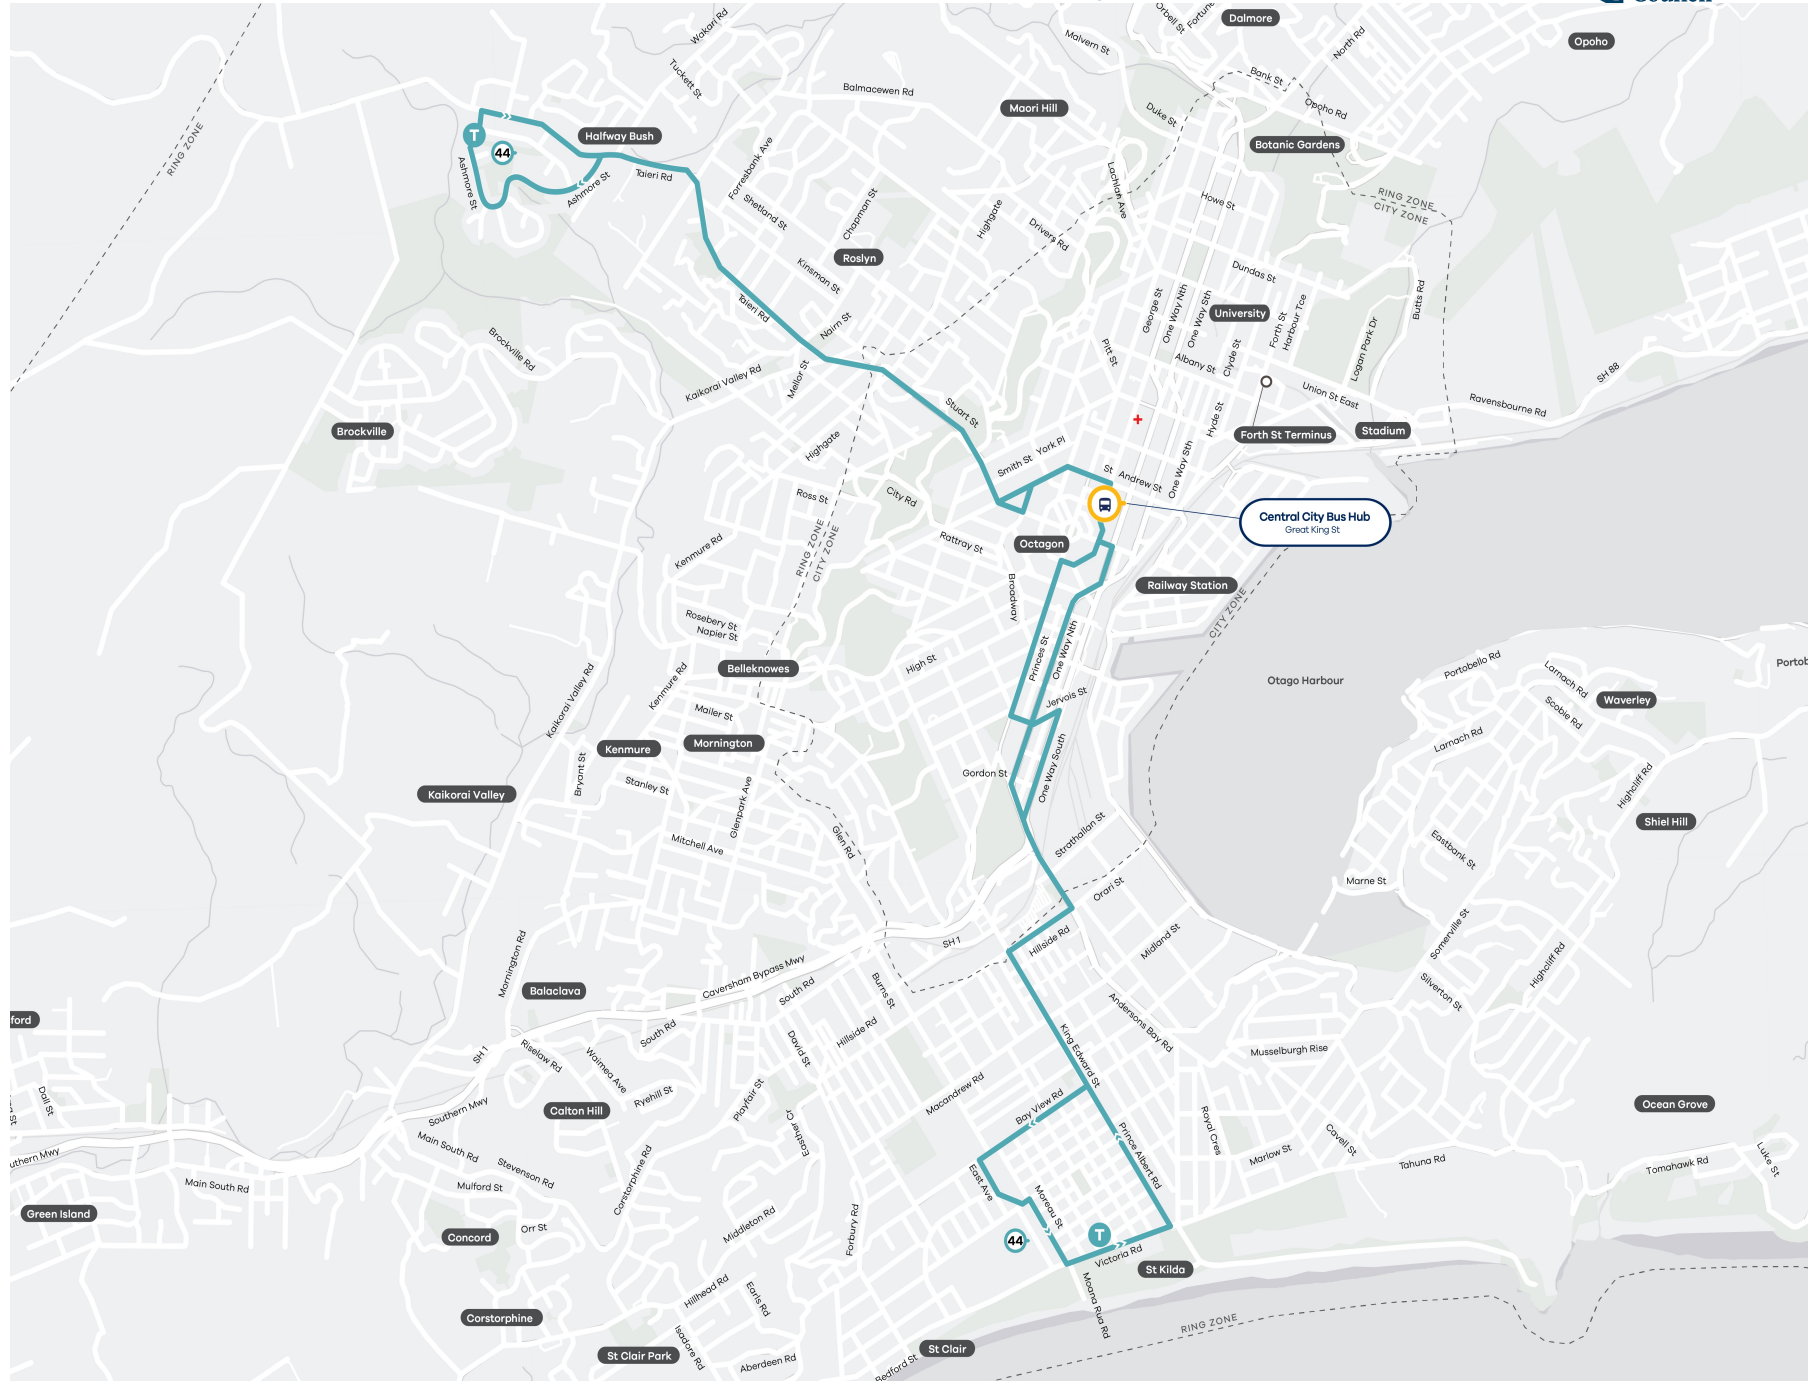 Council
Dalmore
Opoho
Orbell St
Wakari Rd
Malvern St
North Rd
Tuckett St
Bank St
Balmacewen Rd
Maori Hill
Duke St
Opoho Rd
RING ZONE
T
44
Halfway Bush
Botanic Gardens
Forresbank Ave
Ashmore St
Ashmore St
Taieri Rd
Lachlan Ave
Howe St
RING ZONE
CITY ZONE
Shetland St
Chapman St
Highgate
Drivers Rd
Roslyn
Kinsman St
Dundas St
Taieri Rd
Nairn St
George St
One Way Nth
One Way Sth
University
Forth St
Harbour Tce
Butts Rd
Brockville Rd
Pitt St
Albany St
Clyde St
Logan Park Dr
Kaikorai Valley Rd
Mellor St
Union St East
SH 88
Ravensbourne Rd
Stuart St
Hyde St
Brockville
Highgate
Smith St
York Pl
Forth St Terminus
Stadium
St Andrew St
One Way Sth
Ross St
City Rd
Central City Bus Hub
Great King St
RING ZONE
CITY ZONE
Kenmure Rd
Rattray St
Octagon
Broadway
Railway Station
CITY ZONE
Rosebery St
Napier St
Belleknowes
High St
Princes St
One Way Nth
Otago Harbour
Portobello Rd
Larnach Rd
Scobie Rd
Waverley
Kaikorai Valley Rd
Kenmure Rd
Mailer St
Jervois St
Kenmure
Mornington
Larnach Rd
Bryant St
Stanley St
Gordon St
One Way South
Highcliff Rd
Kaikorai Valley
Glenpark Ave
Shiel Hill
Mitchell Ave
Glen Rd
Strathallan St
Eastbank St
Marne St
Oran St
Somerville St
SH 1
Hillside Rd
Midland St
Highcliff Rd
Mornington Rd
Caversham Bypass Mwy
Balaclava
South Rd
Burns St
Silverton St
ford
Andersons Bay Rd
South Rd
Hillside Rd
SH 1
Riselaw Rd
Waimea Ave
David St
King Edward St
Musselburgh Rise
Dall St
Ryehill St
Playfair St
Macandrew Rd
Bay View Rd
Southern Mwy
Calton Hill
Easther Cr
Royal Cres
Ocean Grove
Prince Albert Rd
Cavell St
Marlow St
Tahuna Rd
Tomahawk Rd
Luke St
uthern Mwy
Main South Rd
Stevenson Rd
Main South Rd
Mulford St
Corstorphine Rd
East Ave
Moreau St
Green Island
Orr St
Middleton Rd
Forbury Rd
Concord
44
T
Victoria Rd
St Kilda
Hillhead Rd
Earls Rd
Moana Rua Rd
Corstorphine
Isadore Rd
RING ZONE
St Clair Park
Aberdeen Rd
St Clair
Bedford St